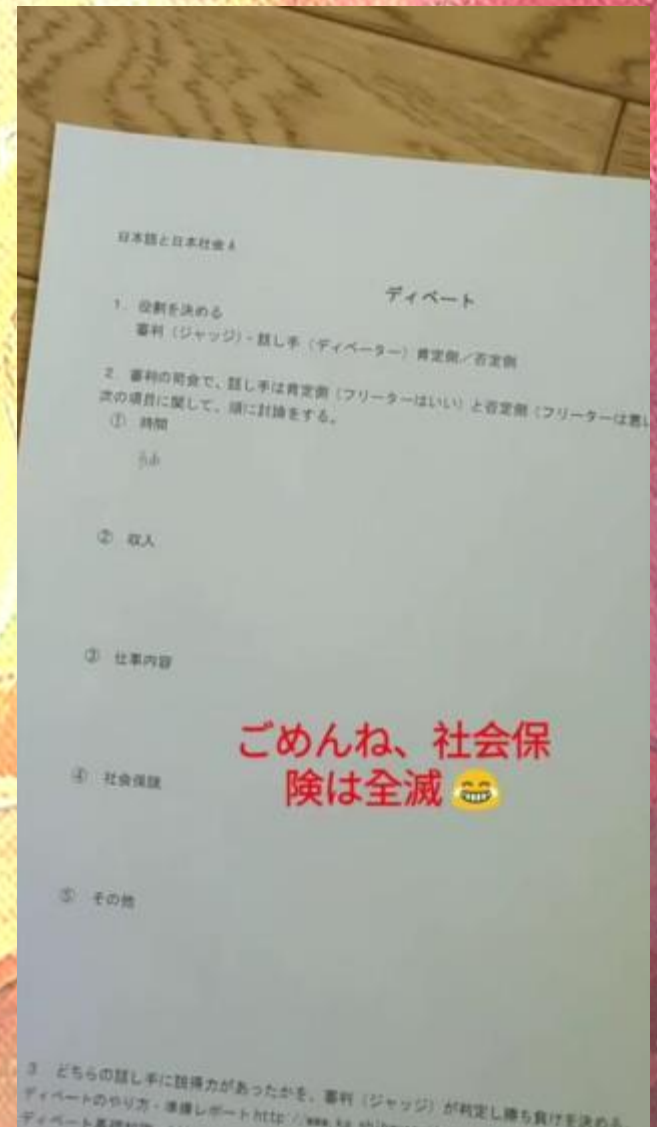 日本語と日本社会A
ディベート
1. 役割を決める
審判(ジャッジ)・話し手(ディベーター)肯定側/否定側
2 審判の司会で、話し手は肯定側(フリーターはいい)と否定側(フリーターは悪い
次の項目に関して、順に討論をする。
① 時間
② 収入
③ 仕事内容
ごめんね、社会保
険は全滅😂
④ 社会保険
⑤ その他
3 どちらの話し手に説得力があったかを、審判(ジャッジ)が判定し勝ち負けを決める
ディベートのやり方・準備レポート http://www.
ディベート基礎